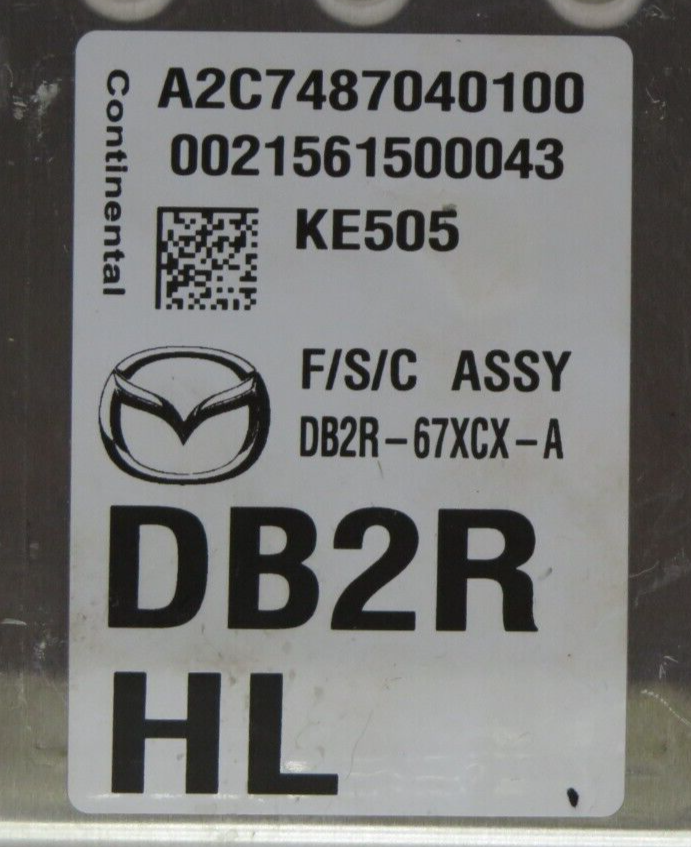 Continental
A2C7487040100
0021561500043
KE505
F/S/C ASSY
DB2R-67XCX-A
DB2R
HL